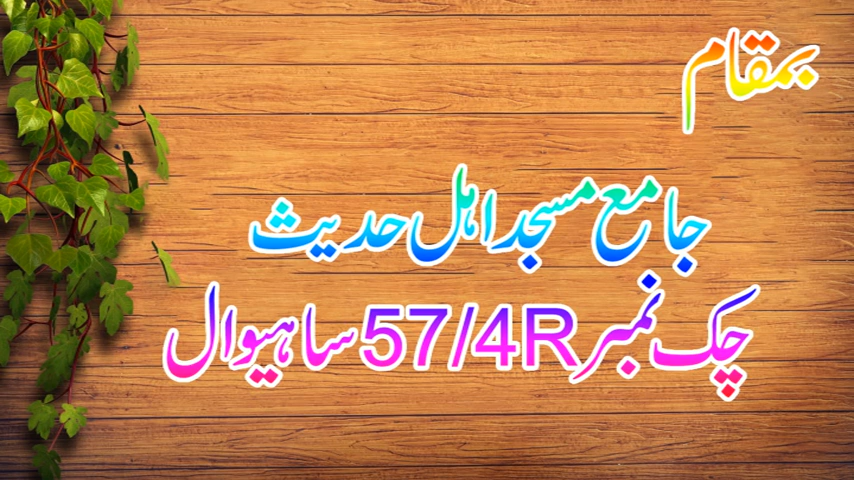 بمقام
جامع مسجد اہل حدیث
چک نمبر 57/4R ساہیوال